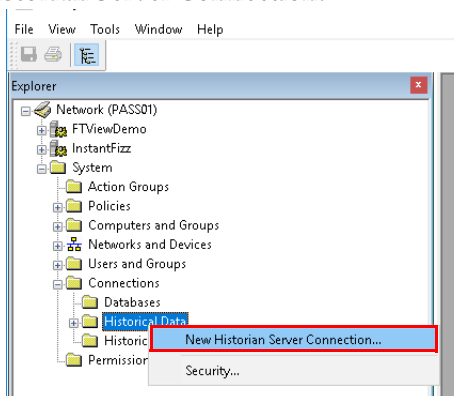 File View Tools Window Help
Explorer
Network (PASS01)
FTViewDemo
InstantFizz
System
Action Groups
Policies
Computers and Groups
Networks and Devices
Users and Groups
Connections
Databases
Historical Data
Historic
New Historian Server Connection...
Permission
Security...